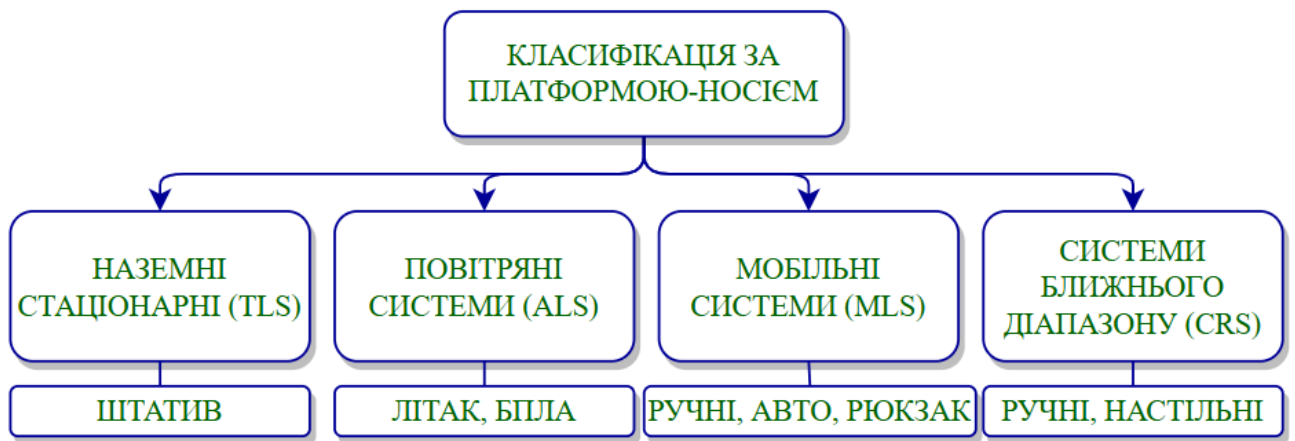 КЛАСИФІКАЦІЯ ЗА
ПЛАТФОРМОЮ-НОСІЄМ
НАЗЕМНІ
СТАЦІОНАРНІ (TLS)
ПОВІТРЯНІ
СИСТЕМИ (ALS)
МОБІЛЬНІ
СИСТЕМИ (MLS)
СИСТЕМИ
БЛИЖНЬОГО
ДІАПАЗОНУ (CRS)
ШТАТИВ
ЛІТАК, БПЛА
РУЧНІ, АВТО, РЮКЗАК
РУЧНІ, НАСТІЛЬНІ